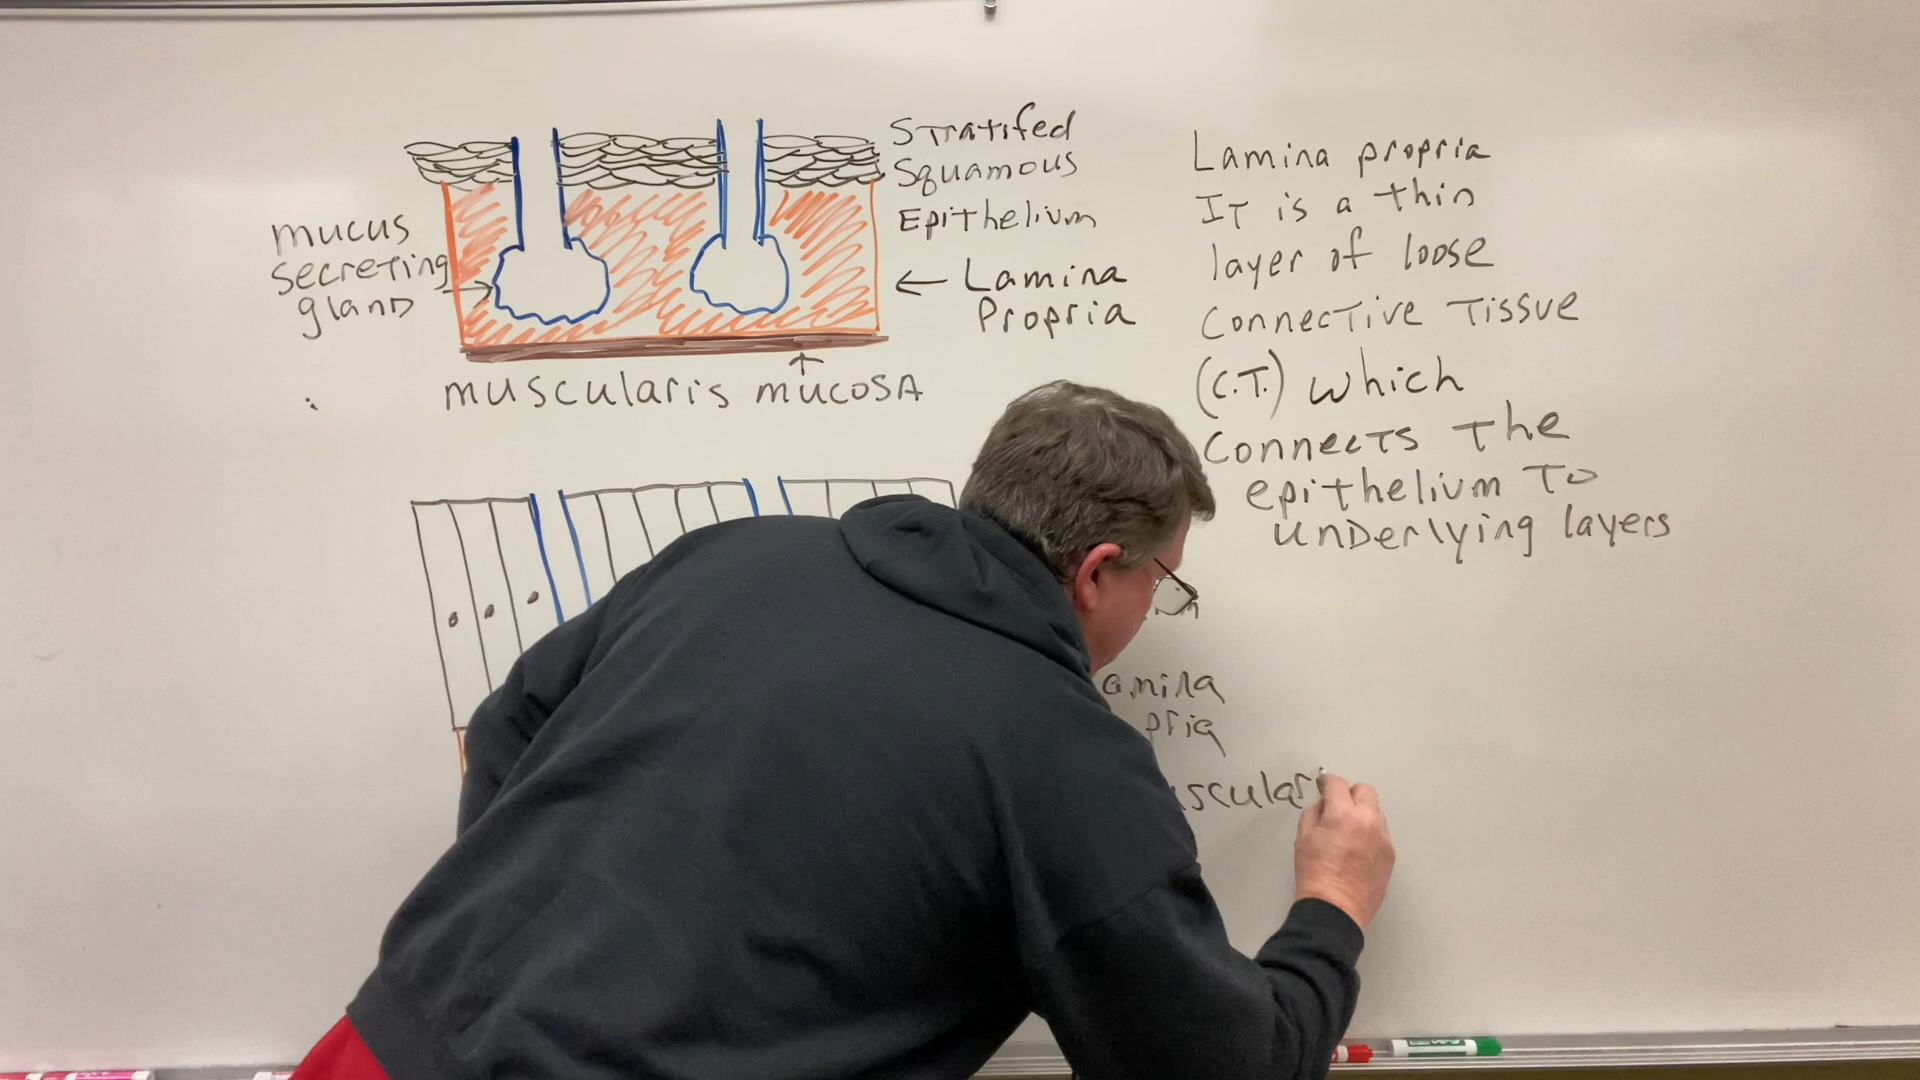 Stratifed
Squamous
Epithelium
mucus
secreting
gland
← Lamina
Propria
muscularis mucosa
Lamina propria
It is a thin
layer of loose
connective tissue
(C.T.) which
connects the
epithelium to
underlying layers
amina
pria
uscular